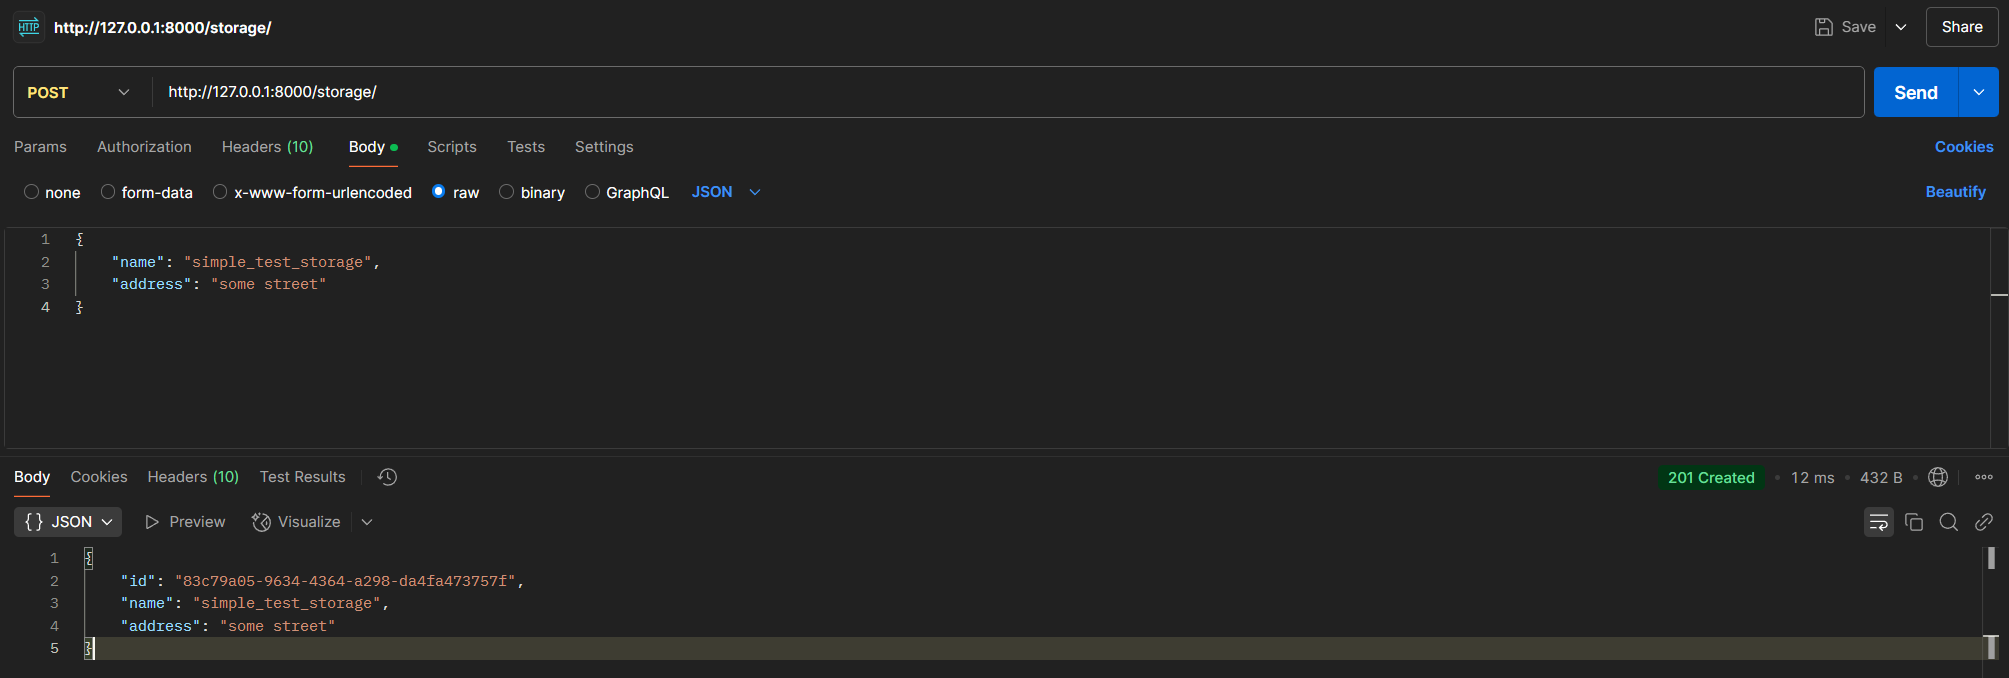 HTTP http://127.0.0.1:8000/storage/ Save Share
POST http://127.0.0.1:8000/storage/ Send
Params Authorization Headers (10) Body Scripts Tests Settings Cookies
none form-data x-www-form-urlencoded raw binary GraphQL JSON Beautify
1 {
2 "name": "simple_test_storage",
3 "address": "some street"
4 }
Body Cookies Headers (10) Test Results 201 Created • 12 ms • 432 B •
{} JSON Preview Visualize
1 {
2 "id": "83c79a05-9634-4364-a298-da4fa473757f",
3 "name": "simple_test_storage",
4 "address": "some street"
5 }